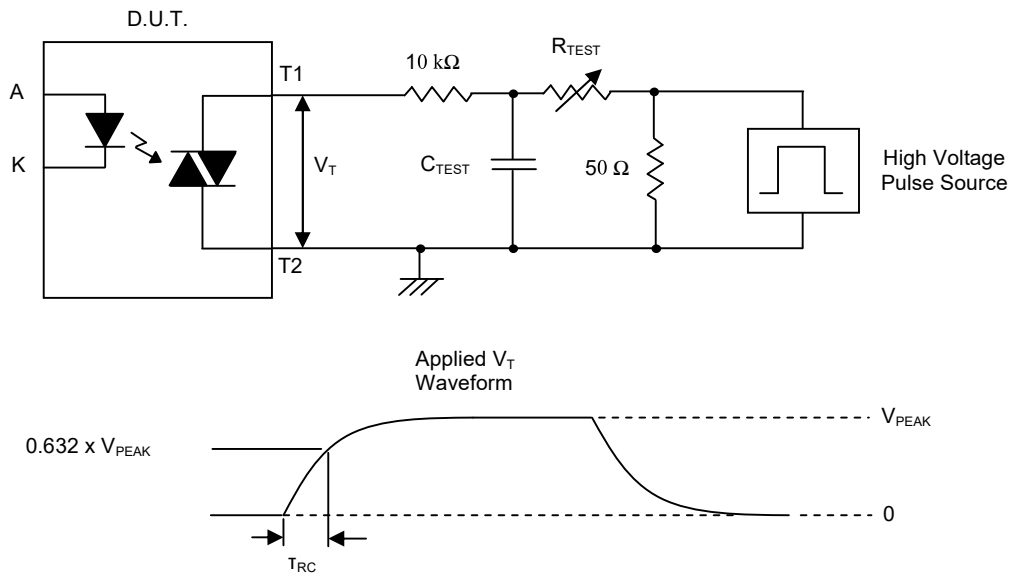 D.U.T.
A
K
T1
T2
V_T
10 kΩ
C_TEST
R_TEST
50 Ω
High Voltage
Pulse Source
Applied V_T
Waveform
V_PEAK
0.632 x V_PEAK
0
τ_RC